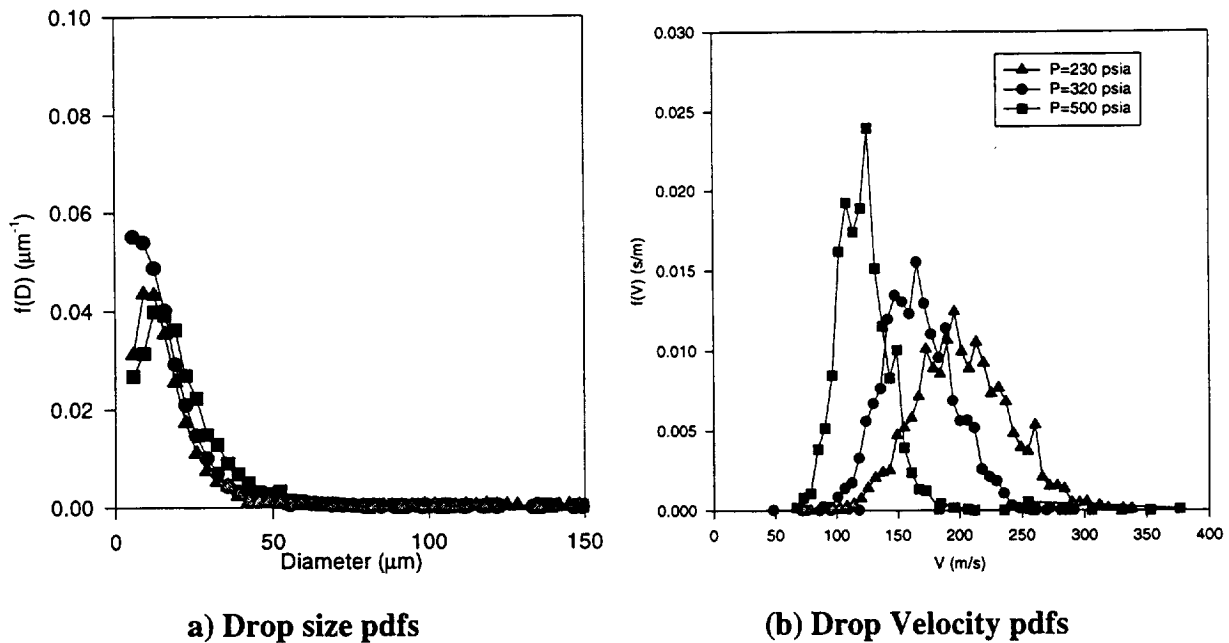 0.10
0.08
0.06
0.04
0.02
0.00
f(D) (μm⁻¹)
0
50
100
150
Diameter (μm)
a) Drop size pdfs
0.030
0.025
0.020
0.015
0.010
0.005
0.000
f(V) (s/m)
P=230 psia
P=320 psia
P=500 psia
0
50
100
150
200
250
300
350
400
V (m/s)
(b) Drop Velocity pdfs